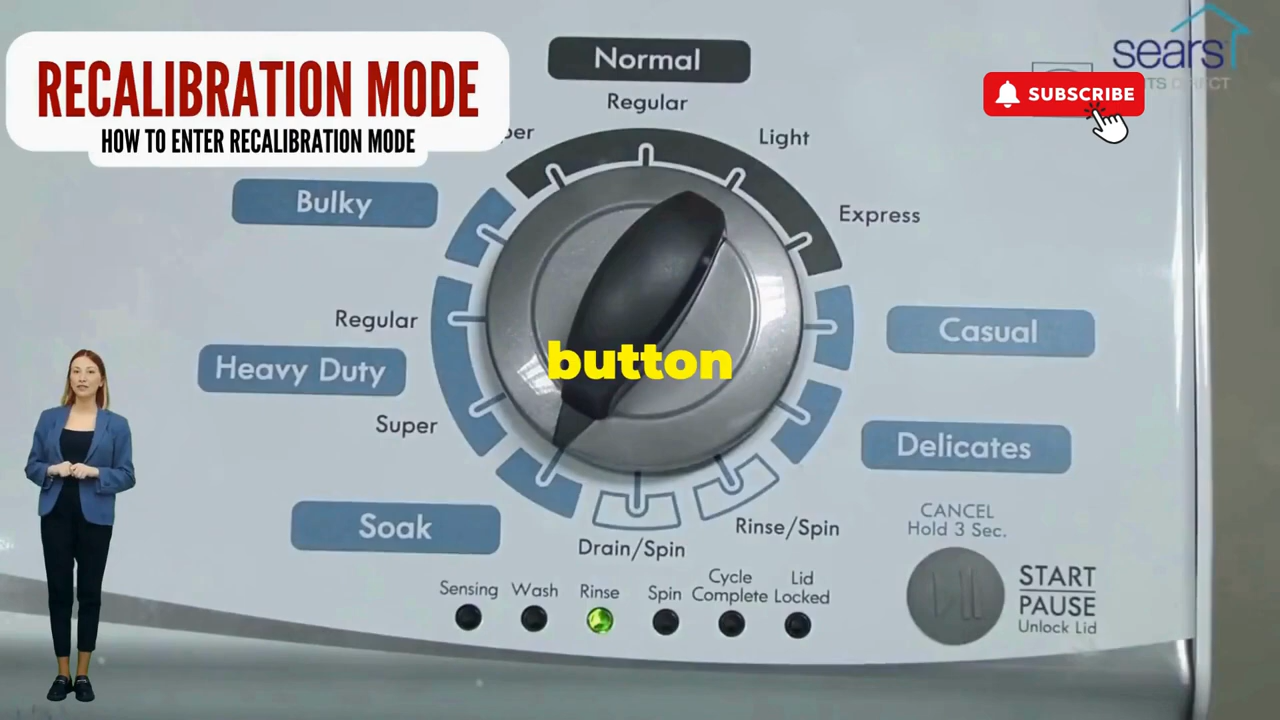 RECALIBRATION MODE
HOW TO ENTER RECALIBRATION MODE
sears
SUBSCRIBE
Normal
Regular
Light
Express
Bulky
Regular
Heavy Duty
Super
Casual
Delicates
button
Soak
Drain/Spin
Rinse/Spin
CANCEL
Hold 3 Sec.
START
PAUSE
Unlock Lid
Sensing
Wash
Rinse
Spin
Cycle
Complete
Lid
Locked